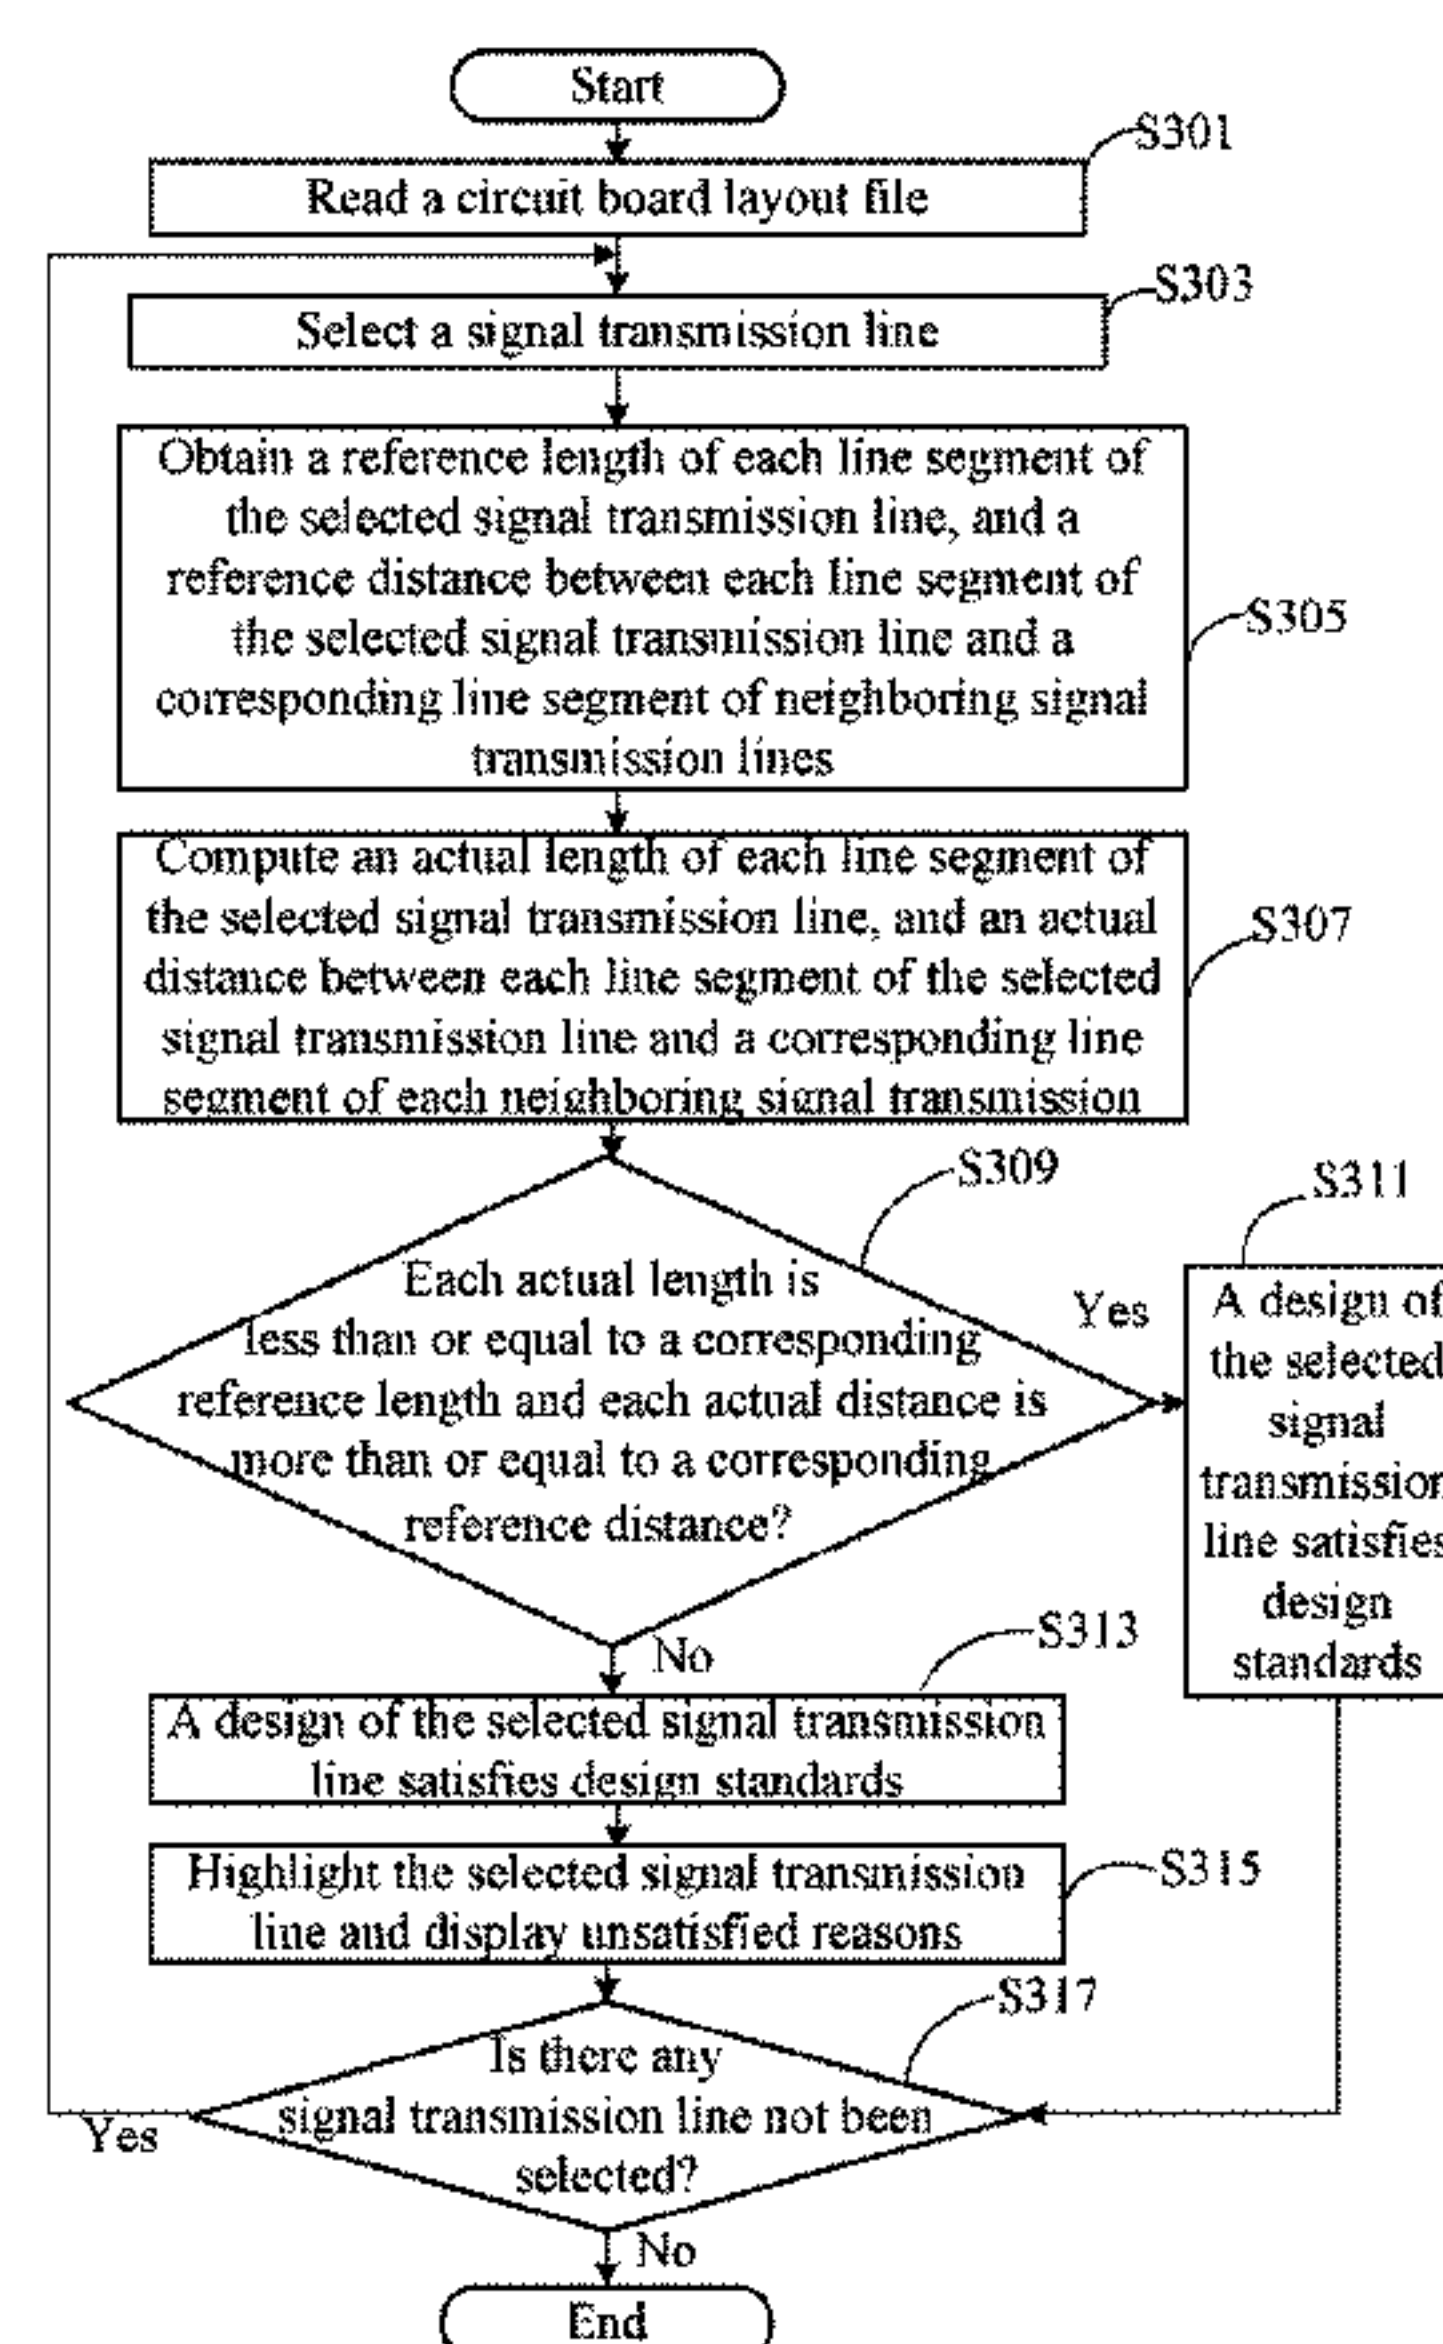 Start
S301
Read a circuit board layout file
S303
Select a signal transmission line
Obtain a reference length of each line segment of
the selected signal transmission line, and a
reference distance between each line segment of
the selected signal transmission line and a
corresponding line segment of neighboring signal
transmission lines
S305
Compute an actual length of each line segment of
the selected signal transmission line, and an actual
distance between each line segment of the selected
signal transmission line and a corresponding line
segment of each neighboring signal transmission
S307
S309
Each actual length is
less than or equal to a corresponding
reference length and each actual distance is
more than or equal to a corresponding
reference distance?
Yes
S311
A design of
the selected
signal
transmission
line satisfies
design
standards
No
S313
A design of the selected signal transmission
line satisfies design standards
S315
Highlight the selected signal transmission
line and display unsatisfied reasons
S317
Is there any
signal transmission line not been
selected?
Yes
No
End